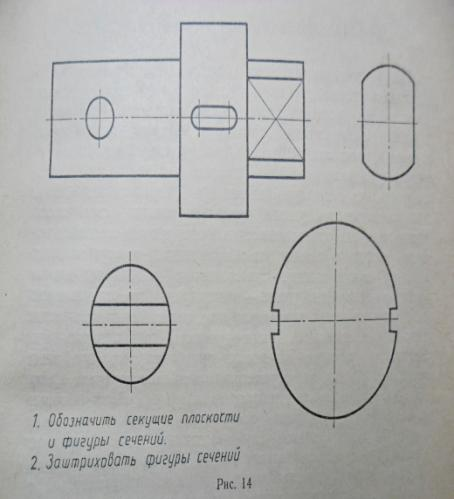 1. Обозначить секущие плоскости
и фигуры сечений.
2. Заштриховать фигуры сечений
Рис. 14